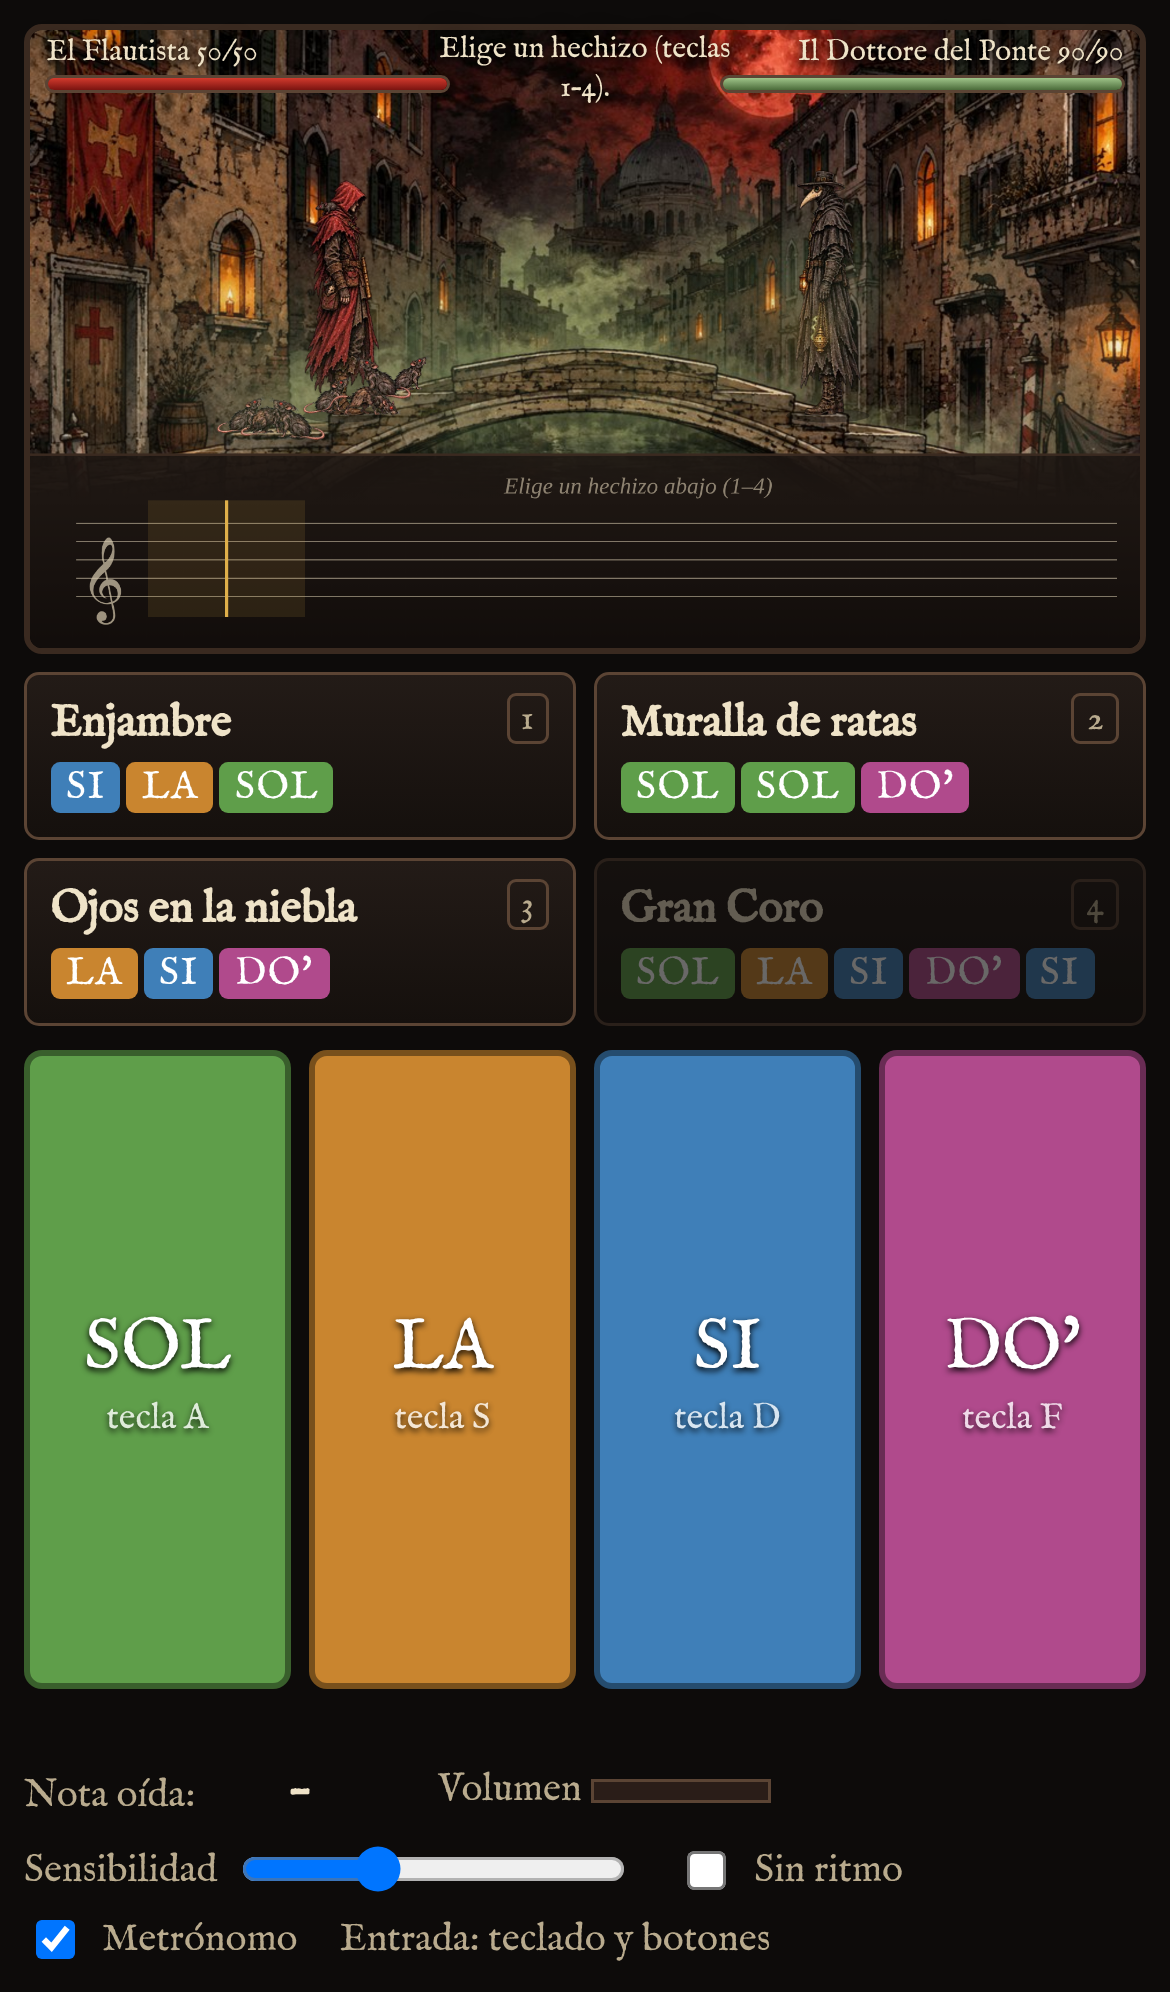 El Flautista 50/50
Elige un hechizo (teclas
1-4).
Il Dottore del Ponte 90/90
Elige un hechizo abajo (1–4)
Enjambre 1
SI LA SOL
Muralla de ratas 2
SOL SOL DO’
Ojos en la niebla 3
LA SI DO’
Gran Coro 4
SOL LA SI DO’ SI
SOL
tecla A
LA
tecla S
SI
tecla D
DO’
tecla F
Nota oída: –
Volumen
Sensibilidad
Sin ritmo
Metrónomo
Entrada: teclado y botones